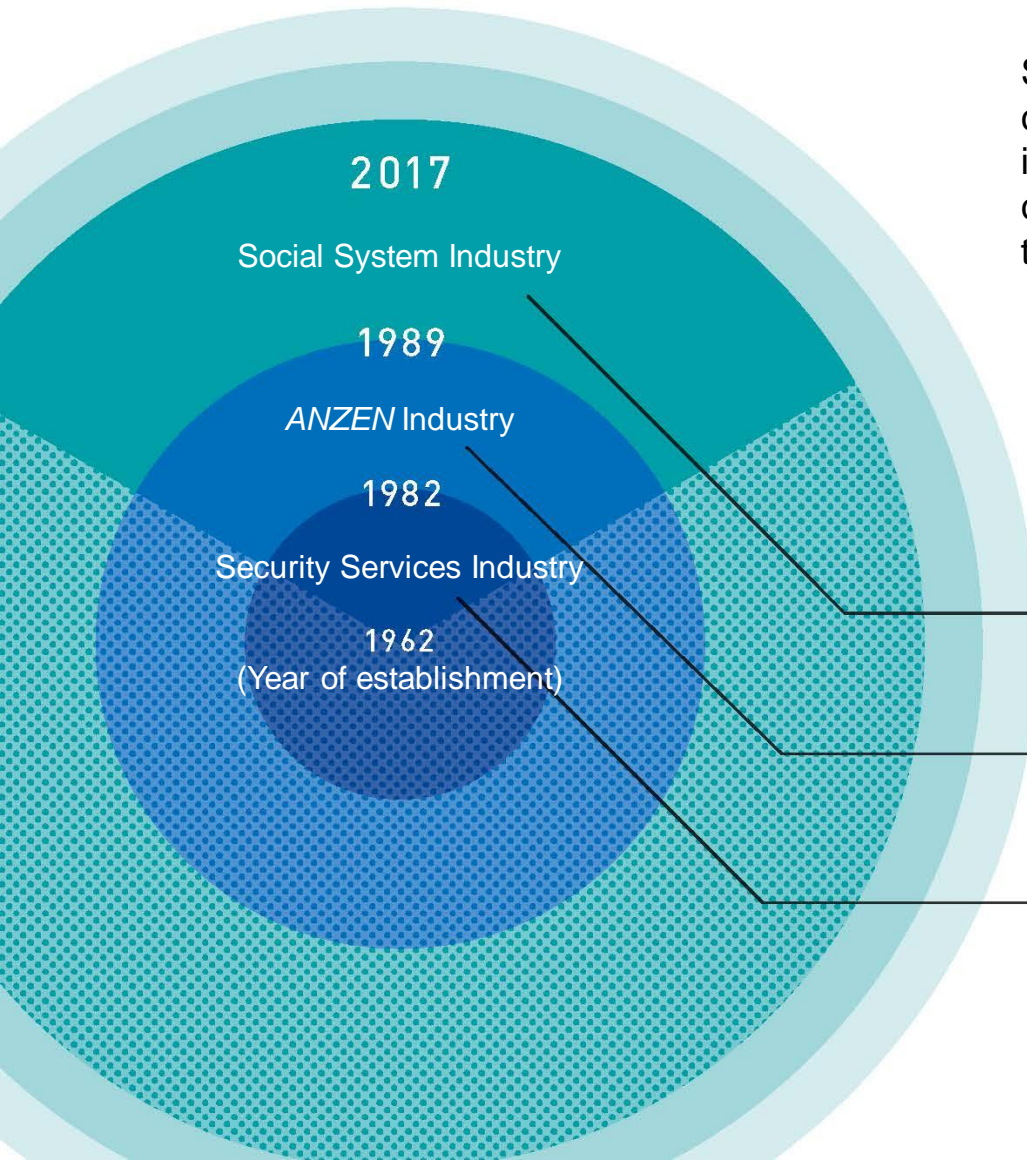 2017
Social System Industry
1989
ANZEN Industry
1982
Security Services Industry
1962
(Year of establishment)